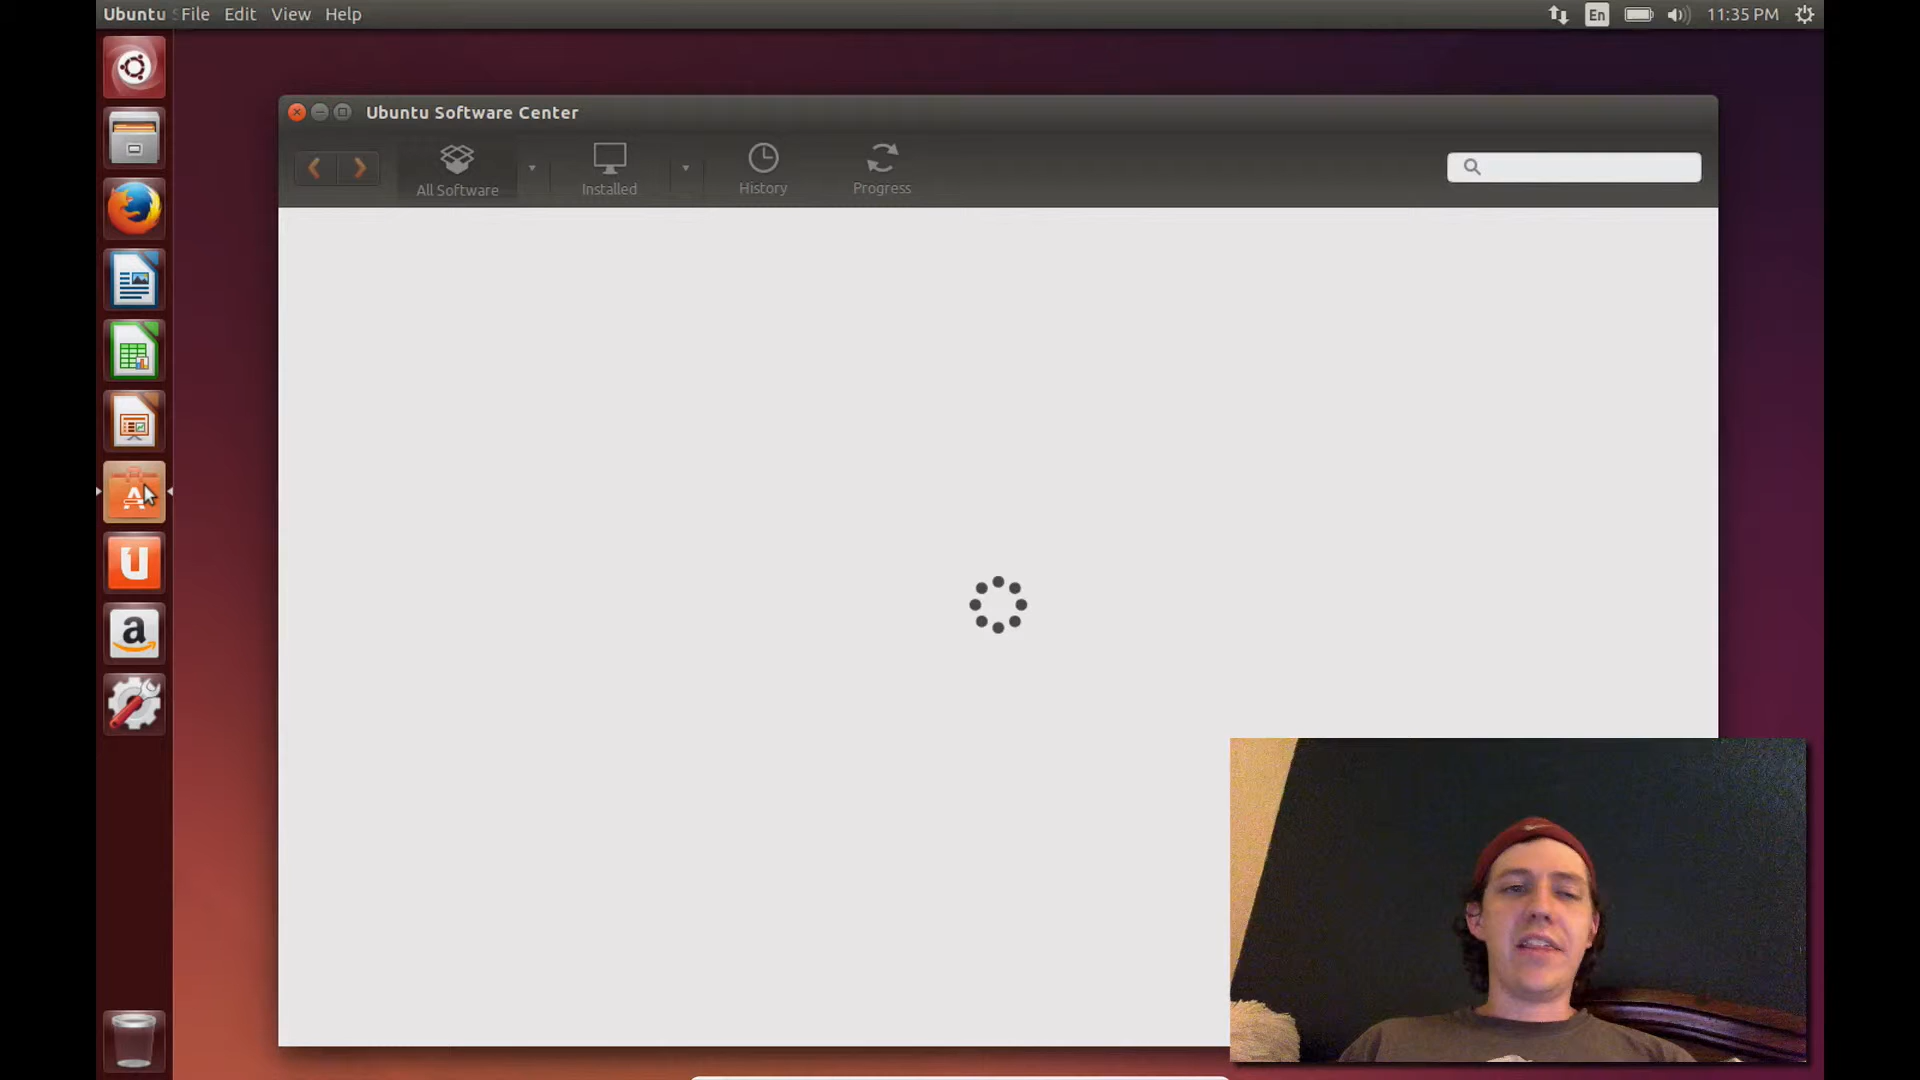 Ubuntu File Edit View Help
En 11:35 PM
Ubuntu Software Center
All Software Installed History Progress
A
U
a